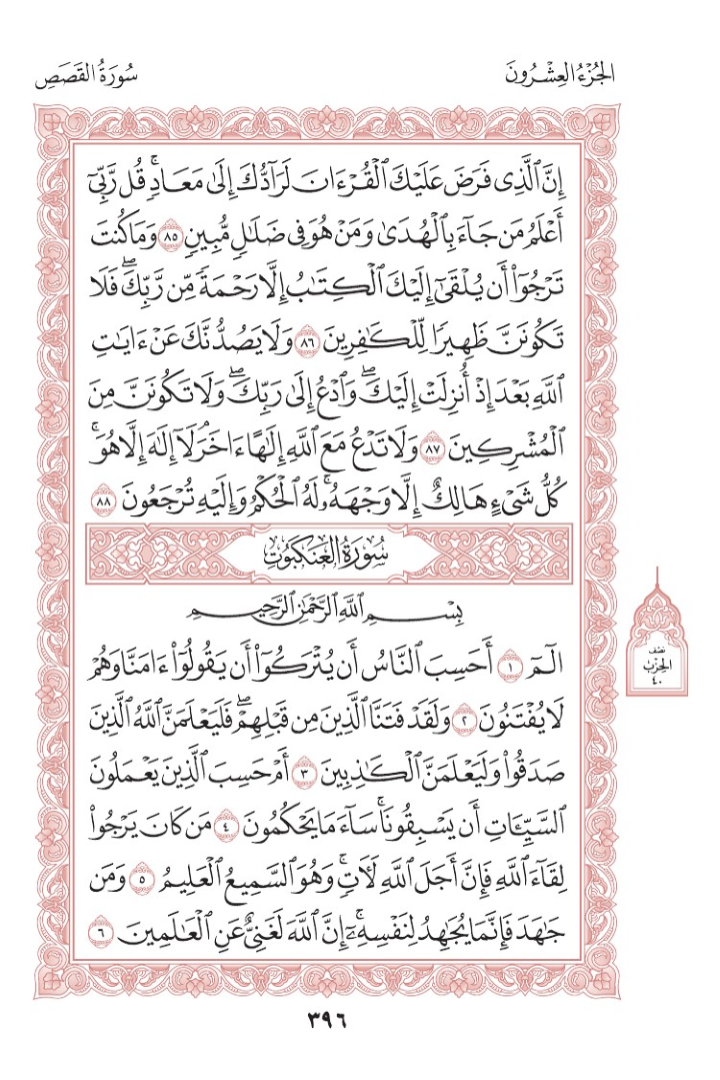 الجُزْءُ العِشْرُونَ
سُورَةُ القَصَصِ
إِنَّ ٱلَّذِى فَرَضَ عَلَيْكَ ٱلْقُرْءَانَ لَرَآدُّكَ إِلَىٰ مَعَادٍۚ قُل رَّبِّىٓ
أَعْلَمُ مَن جَآءَ بِٱلْهُدَىٰ وَمَنْ هُوَ فِى ضَلَٰلٍ مُّبِينٍ ٨٥ وَمَا كُنتَ
تَرْجُوٓاْ أَن يُلْقَىٰٓ إِلَيْكَ ٱلْكِتَٰبُ إِلَّا رَحْمَةً مِّن رَّبِّكَۖ فَلَا
تَكُونَنَّ ظَهِيرًا لِّلْكَٰفِرِينَ ٨٦ وَلَا يَصُدُّنَّكَ عَنْ ءَايَٰتِ
ٱللَّهِ بَعْدَ إِذْ أُنزِلَتْ إِلَيْكَۖ وَٱدْعُ إِلَىٰ رَبِّكَۖ وَلَا تَكُونَنَّ مِنَ
ٱلْمُشْرِكِينَ ٨٧ وَلَا تَدْعُ مَعَ ٱللَّهِ إِلَٰهًا ءَاخَرَۘ لَآ إِلَٰهَ إِلَّا هُوَۚ
كُلُّ شَىْءٍ هَالِكٌ إِلَّا وَجْهَهُۥۚ لَهُ ٱلْحُكْمُ وَإِلَيْهِ تُرْجَعُونَ ٨٨
سُورَةُ العَنكَبُوتِ
بِسْمِ ٱللَّهِ ٱلرَّحْمَٰنِ ٱلرَّحِيمِ
الٓمٓ ١ أَحَسِبَ ٱلنَّاسُ أَن يُتْرَكُوٓاْ أَن يَقُولُوٓاْ ءَامَنَّا وَهُمْ
لَا يُفْتَنُونَ ٢ وَلَقَدْ فَتَنَّا ٱلَّذِينَ مِن قَبْلِهِمْۖ فَلَيَعْلَمَنَّ ٱللَّهُ ٱلَّذِينَ
صَدَقُواْ وَلَيَعْلَمَنَّ ٱلْكَٰذِبِينَ ٣ أَمْ حَسِبَ ٱلَّذِينَ يَعْمَلُونَ
ٱلسَّيِّـَٔاتِ أَن يَسْبِقُونَاۚ سَآءَ مَا يَحْكُمُونَ ٤ مَن كَانَ يَرْجُواْ
لِقَآءَ ٱللَّهِ فَإِنَّ أَجَلَ ٱللَّهِ لَأٓتٍۚ وَهُوَ ٱلسَّمِيعُ ٱلْعَلِيمُ ٥ وَمَن
جَٰهَدَ فَإِنَّمَا يُجَٰهِدُ لِنَفْسِهِۦٓۚ إِنَّ ٱللَّهَ لَغَنِىٌّ عَنِ ٱلْعَٰلَمِينَ ٦
نصف
الحزب
٤٠
٣٩٦